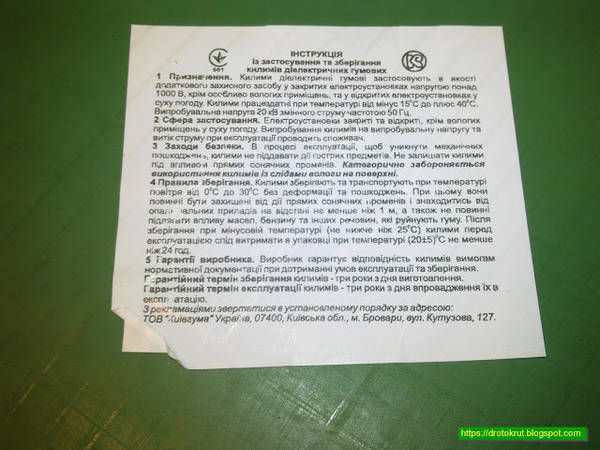 ІНСТРУКЦІЯ
із застосування та зберігання
килимів діелектричних гумових
001
1 Призначення. Килими діелектричні гумові застосовують в якості
додаткового захисного засобу у закритих електроустановках напругою понад
1000 В, крім особливо вологих приміщень, та у відкритих електроустановках у
суху погоду. Килими працездатні при температурі від мінус 15°С до плюс 40°С.
Випробувальна напруга 20 кВ змінного струму частотою 50 Гц.
2 Сфера застосування. Електроустановки закриті та відкриті, крім вологих
приміщень у суху погоду. Випробування килимів на випробувальну напругу та
витік струму при експлуатації проводить споживач.
3 Заходи безпеки. В процесі експлуатації, щоб уникнути механічних
пошкоджень, килими не піддавати дії гострих предметів. Не залишати килими
під впливом прямих сонячних променів. Категорично забороняється
використання килимів із слідами вологи на поверхні.
4 Правила зберігання. Килими зберігають та транспортують при температурі
повітря від 0°С до 30°С без деформації та пошкоджень. При цьому вони
повинні бути захищені від дії прямих сонячних променів і знаходитись від
опалювальних приладів на відстані не менше ніж 1 м, а також не повинні
підлягати впливу масел, бензину та інших речовин, які руйнують гуму. Після
зберігання при мінусовій температурі (не нижче ніж 25°С) килими перед
експлуатацією слід витримати в упаковці при температурі (20±5)°С не менше
ніж 24 год.
5 Гарантії виробника. Виробник гарантує відповідність килимів вимогам
нормативної документації при дотриманні умов експлуатації та зберігання.
Гарантійний термін зберігання килимів - три роки з дня виготовлення.
Гарантійний термін експлуатації килимів - три роки з дня впровадження їх в
експлуатацію.
З рекламаціями звертатися в установленому порядку за адресою:
ТОВ "Київгума" Україна, 07400, Київська обл., м. Бровари, вул. Кутузова, 127.
https://drotokrut.blogspot.com